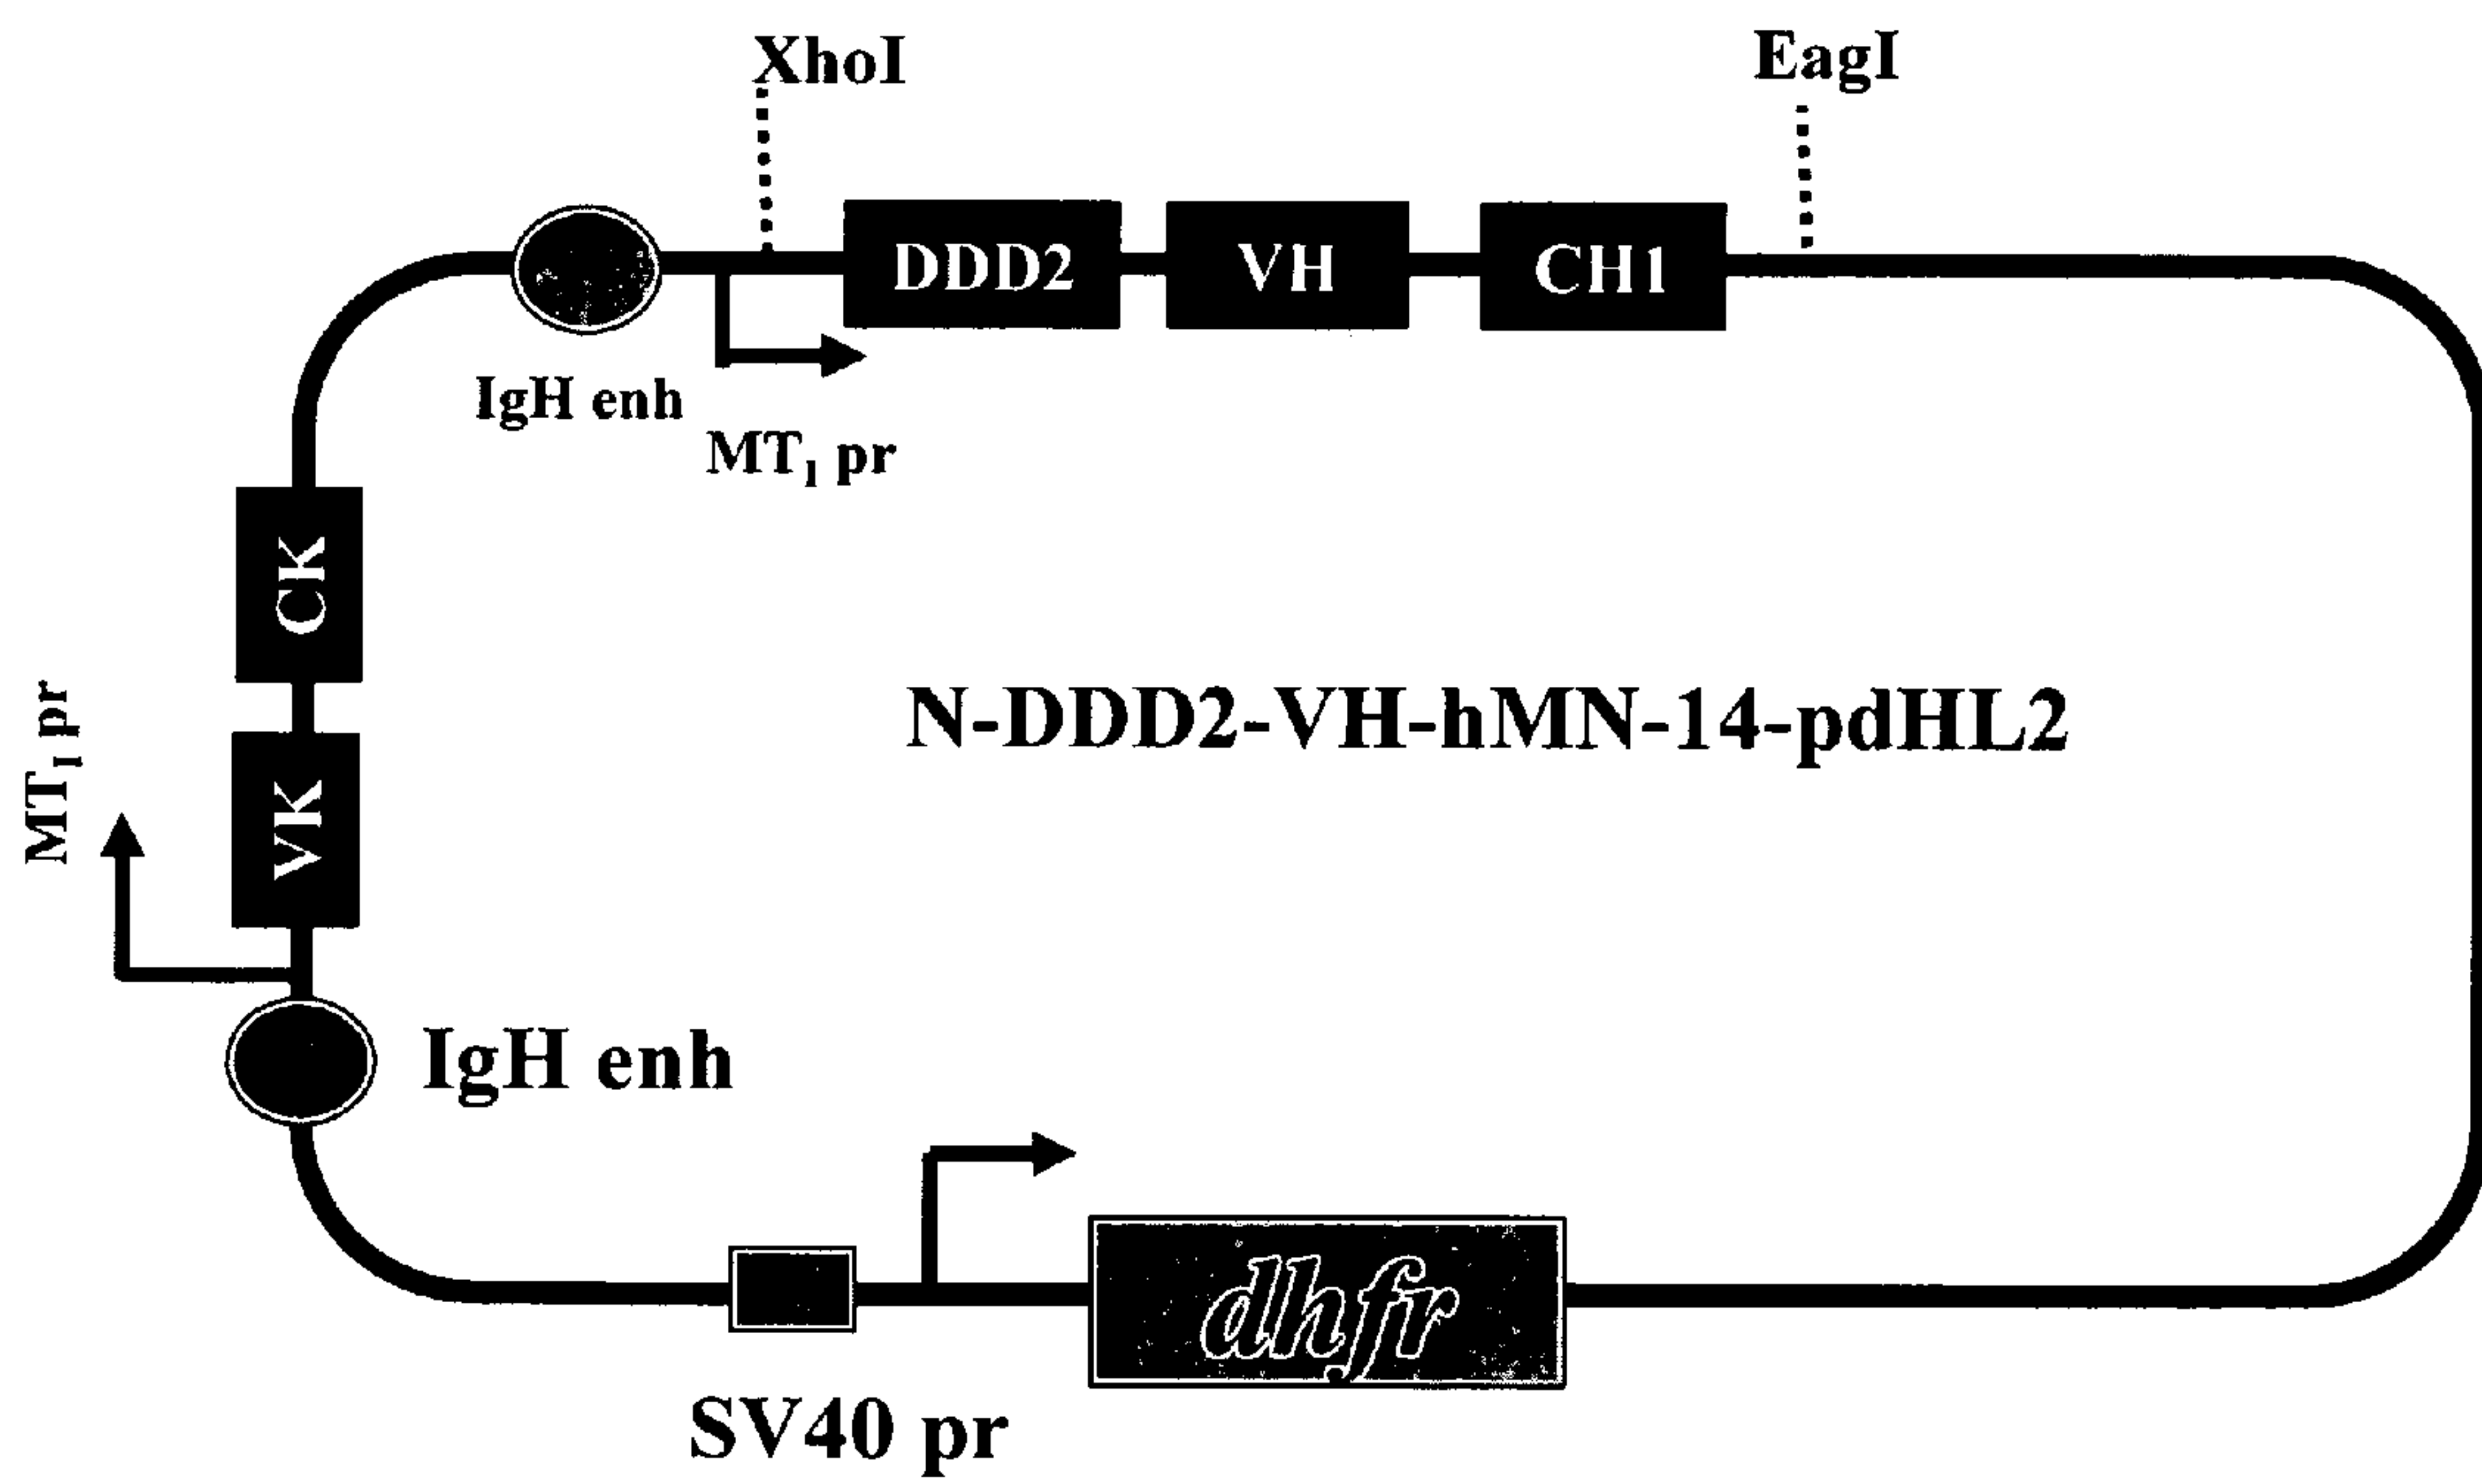 XhoI
EagI
DDD2
VH
CH1
IgH enh
MT1 pr
CK
VK
MT1 pr
N-DDD2-VH-hMN-14-pdHL2
IgH enh
dhfr
SV40 pr